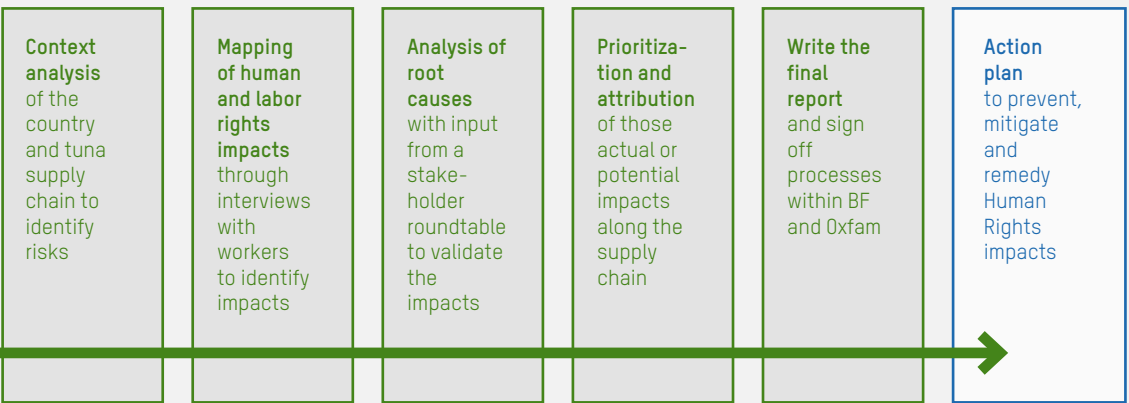 Context
analysis
of the
country
and tuna
supply
chain to
identify
risks
Mapping
of human
and labor
rights
impacts
through
interviews
with
workers
to identify
impacts
Analysis of
root
causes
with input
from a
stake-
holder
roundtable
to validate
the
impacts
Prioritiza-
tion and
attribution
of those
actual or
potential
impacts
along the
supply
chain
Write the
final
report
and sign
off
processes
within BF
and Oxfam
Action
plan
to prevent,
mitigate
and
remedy
Human
Rights
impacts